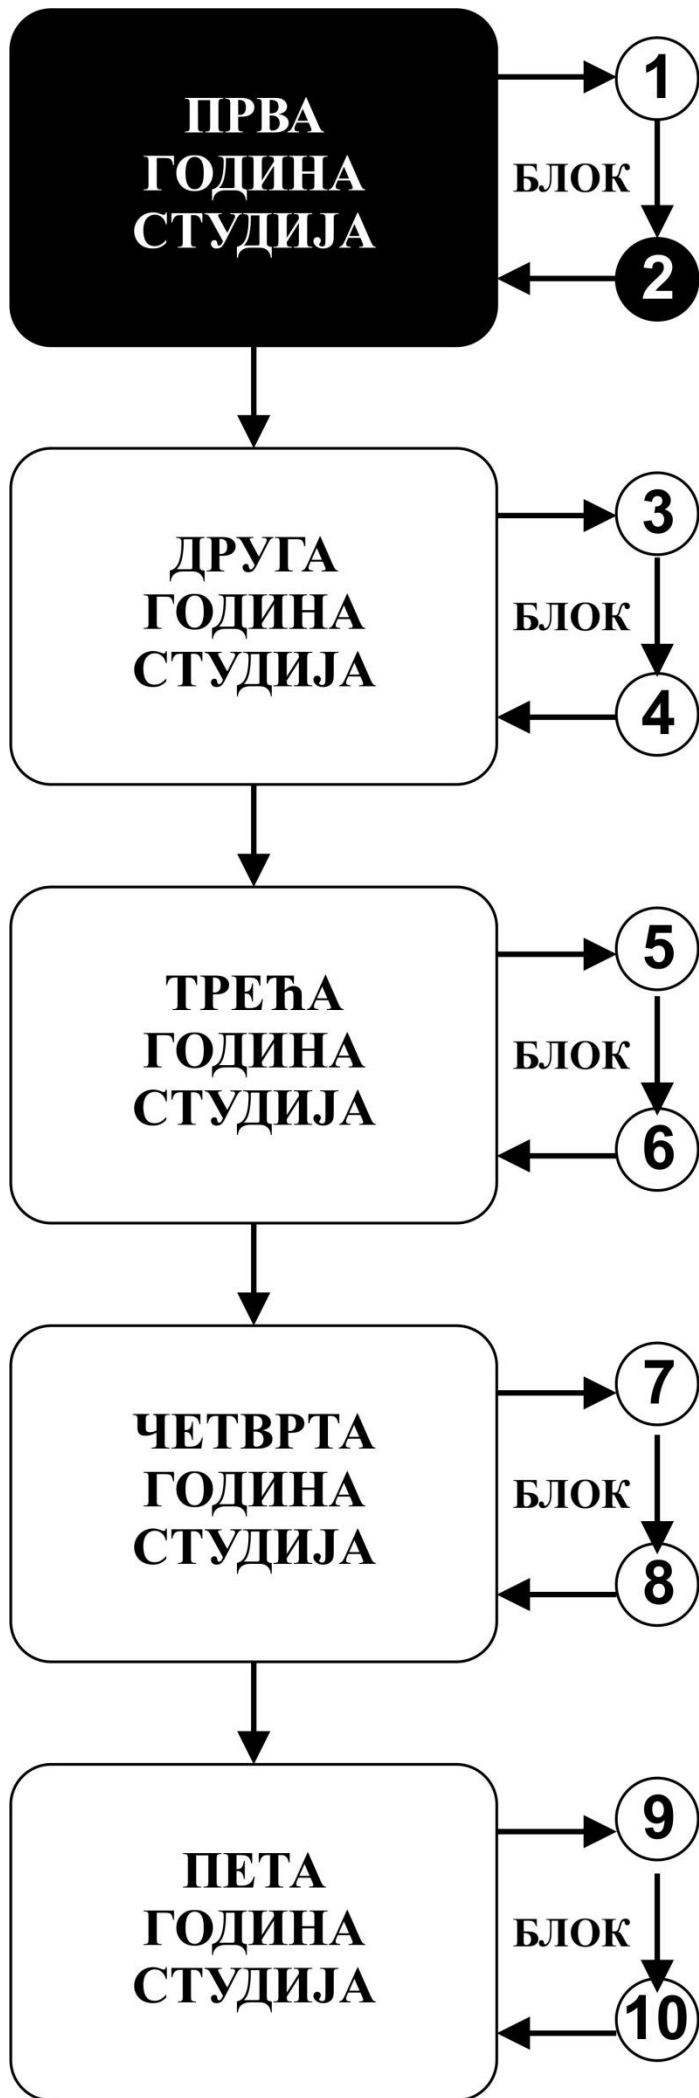 ПРВА
ГОДИНА
СТУДИЈА
1
БЛОК
2
ДРУГА
ГОДИНА
СТУДИЈА
3
БЛОК
4
ТРЕЋА
ГОДИНА
СТУДИЈА
5
БЛОК
6
ЧЕТВРТА
ГОДИНА
СТУДИЈА
7
БЛОК
8
ПЕТА
ГОДИНА
СТУДИЈА
9
БЛОК
10